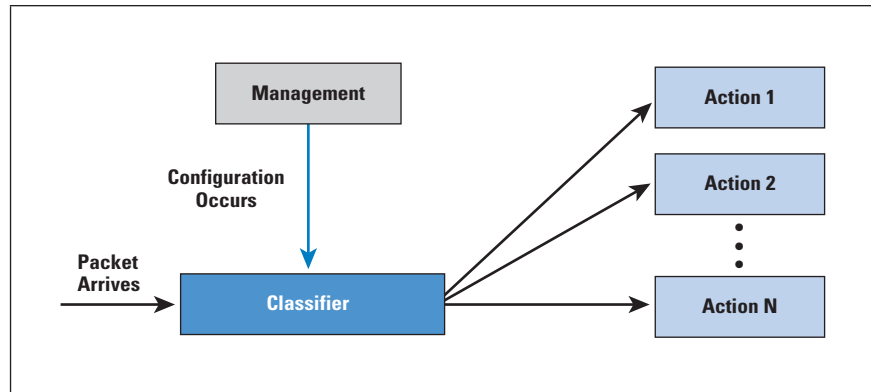 Management
Action 1
Configuration
Occurs
Action 2
Packet
Arrives
Classifier
Action N